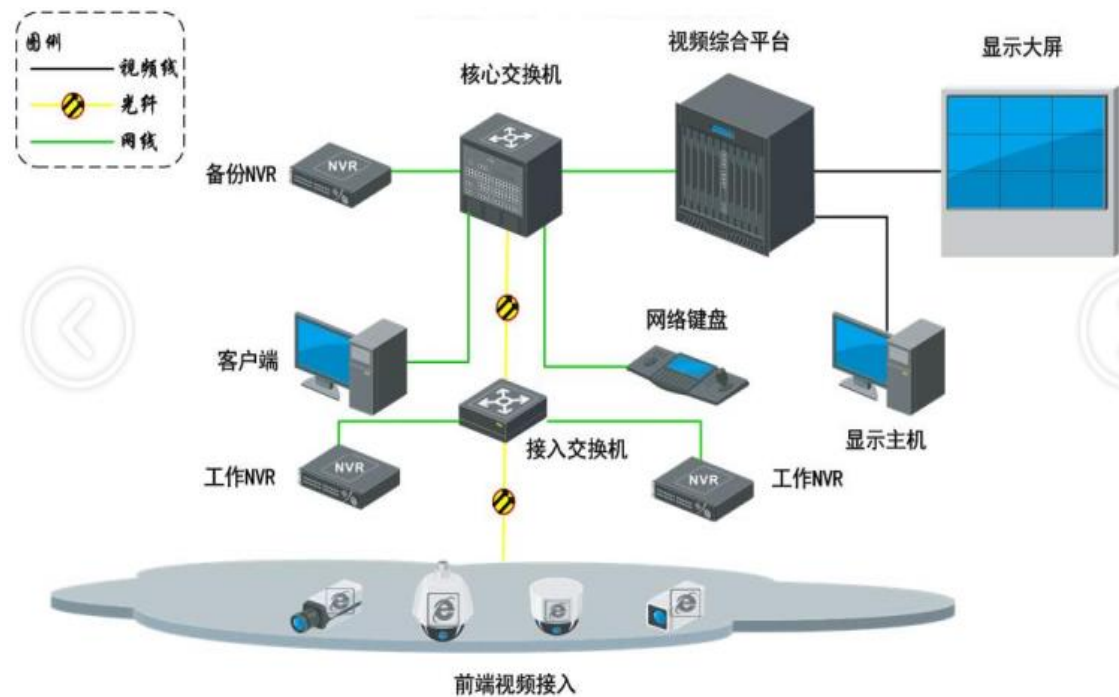 图例
视频线
光纤
网线
核心交换机
视频综合平台
显示大屏
备份NVR
NVR
客户端
网络键盘
显示主机
接入交换机
工作NVR
NVR
NVR
工作NVR
前端视频接入